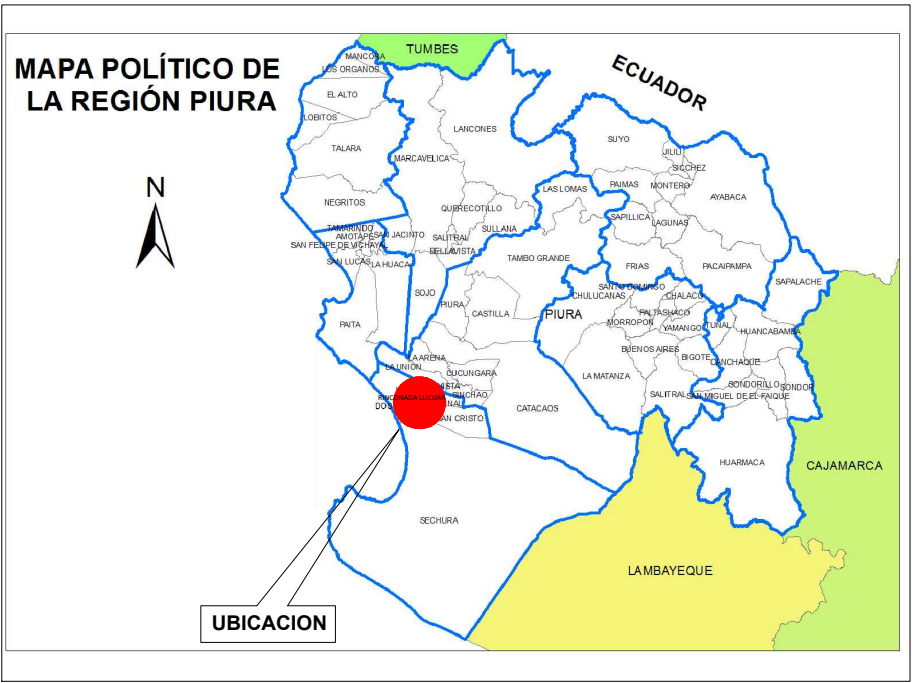 MAPA POLÍTICO DE
LA REGIÓN PIURA
TUMBES
ECUADOR
N
MANCORA
LOS ORGANOS
EL ALTO
LOBITOS
TALARA
NEGRITOS
LANCONES
MARCAVELICA
QUERECOTILLO
SULLANA
SALITRAL
BELLAVISTA
TAMARINDO
AMOTAPE
SAN JACINTO
SAN FELIPE DE VICHAYAL
SAN LUCAS
LA HUACA
SOJO
PAITA
PIURA
CASTILLA
TAMBO GRANDE
LAS LOMAS
SUYO
JILILI
SICCHEZ
PAIMAS
MONTERO
AYABACA
SAPILLICA
LAGUNAS
FRIAS
PACAIPAMPA
SAPALACHE
SANTO DOMINGO
CHULUCANAS
CHALACO
PALTASHACO
MORROPON
YAMANGO
TUÑAL
HUANCABAMBA
PIURA
BUENOS AIRES
BIGOTE
CANCHAQUE
LA MATANZA
SONDORILLO
SONDOR
SALITRAL
SAN MIGUEL DE EL FAIQUE
HUARMACA
CAJAMARCA
LA ARENA
LA UNION
CUCUNGARA
CATACAOS
SECHURA
LAMBAYEQUE
UBICACION